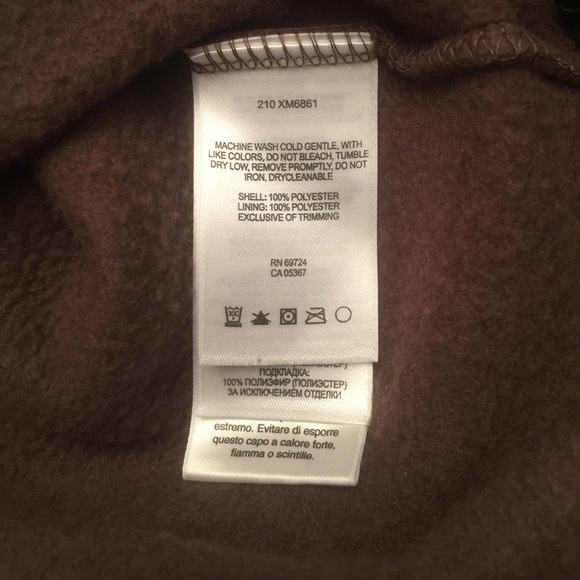 210 XM6861
MACHINE WASH COLD GENTLE, WITH
LIKE COLORS, DO NOT BLEACH, TUMBLE
DRY LOW, REMOVE PROMPTLY, DO NOT
IRON, DRYCLEANABLE
SHELL: 100% POLYESTER
LINING: 100% POLYESTER
EXCLUSIVE OF TRIMMING
RN 69724
CA 05367
30C
ПОДКЛАДКА:
100% ПОЛИЭФИР (ПОЛИЭСТЕР)
ЗА ИСКЛЮЧЕНИЕМ ОТДЕЛКИ
estremo. Evitare di esporre
questo capo a calore forte,
fiamma o scintille.